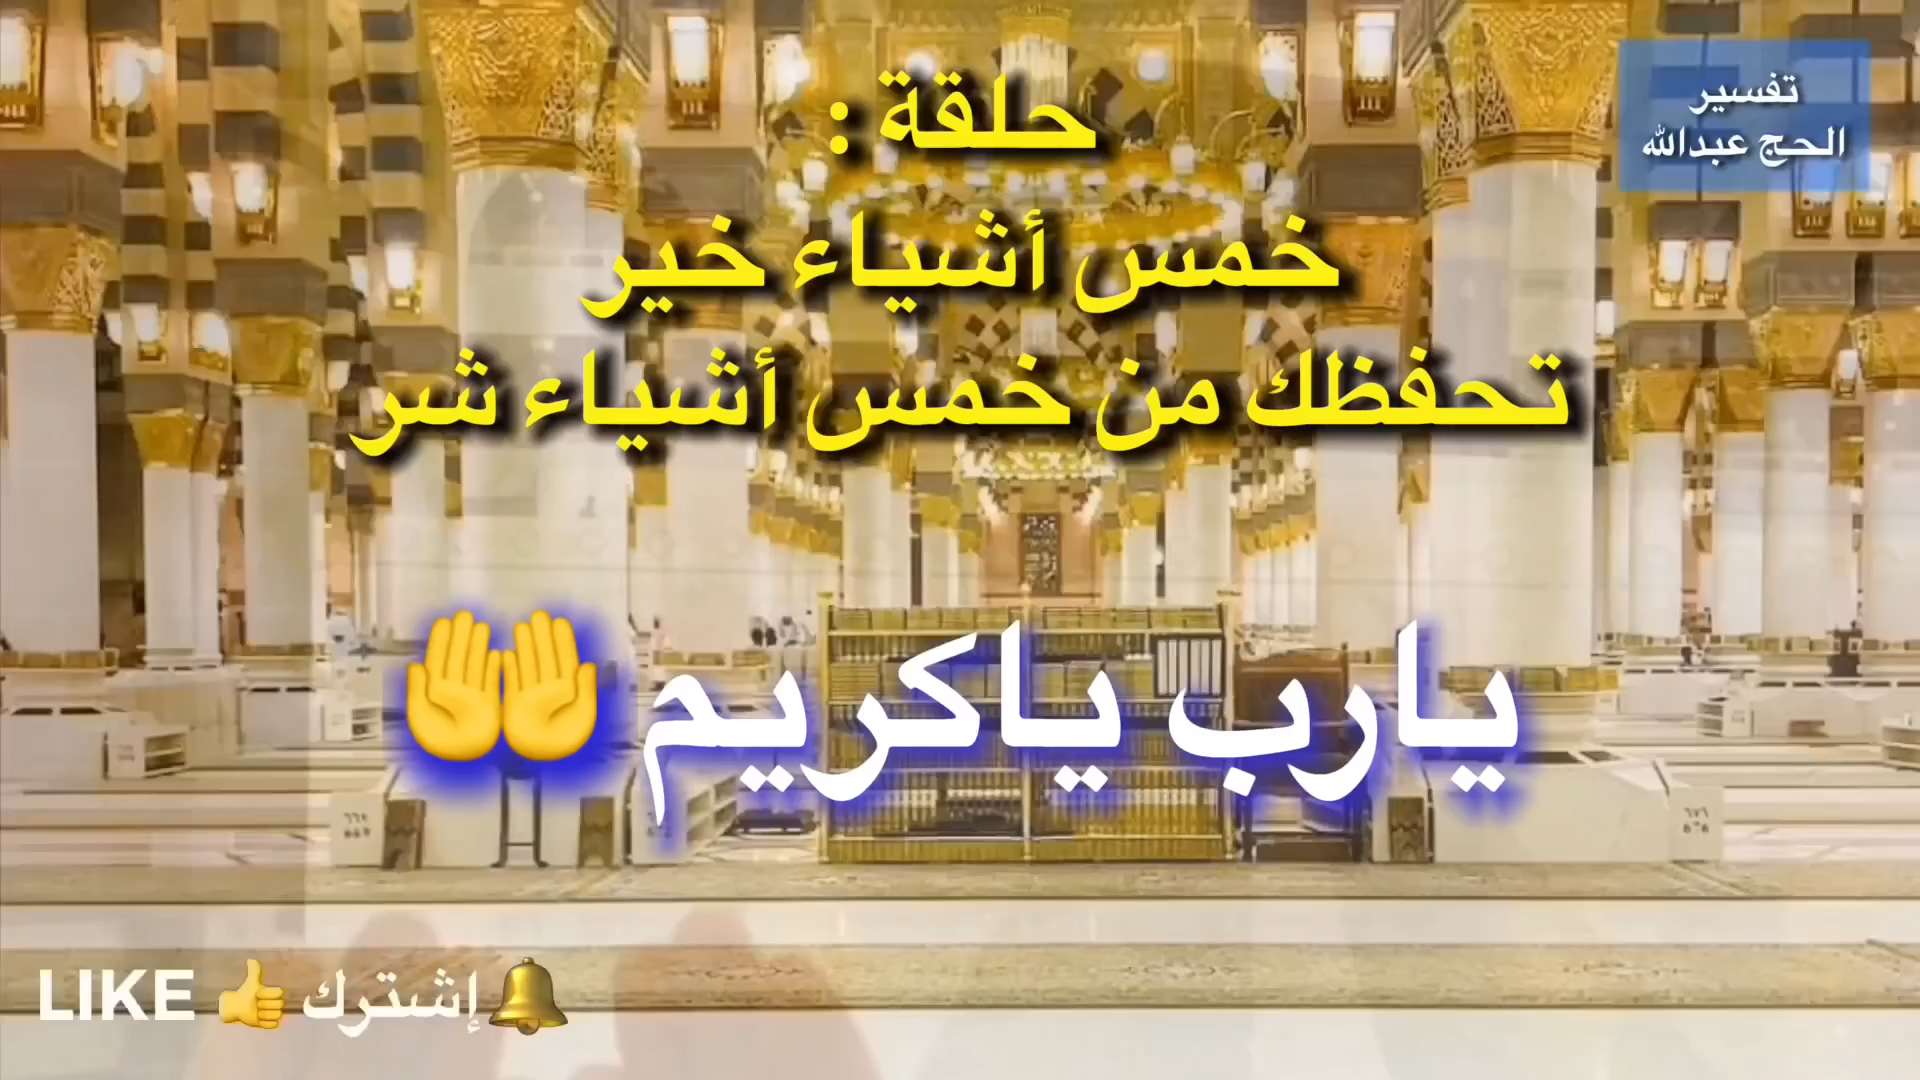 تفسير
الحج عبدالله
حلقة :
خمس أشياء خير
تحفظك من خمس أشياء شر
يارب ياكريم🤲
LIKE 👍إشترك🔔